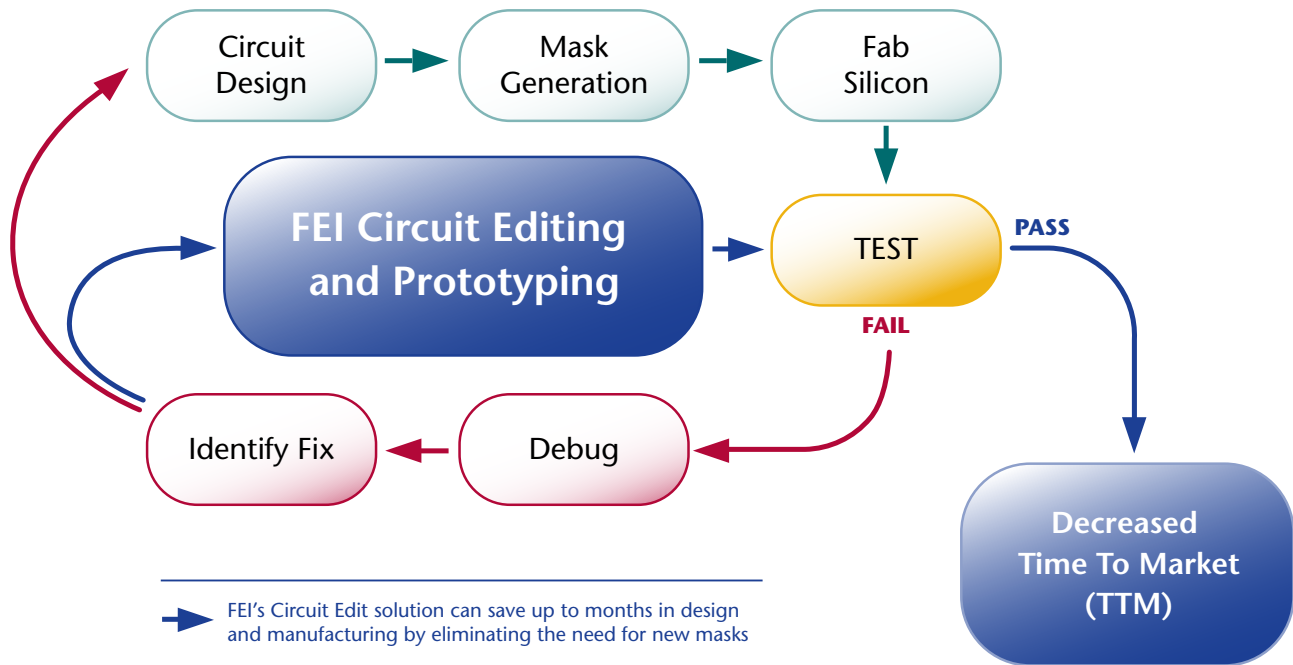 Circuit
Design
Mask
Generation
Fab
Silicon
FEI Circuit Editing
and Prototyping
TEST
PASS
FAIL
Identify Fix
Debug
Decreased
Time To Market
(TTM)
FEI's Circuit Edit solution can save up to months in design
and manufacturing by eliminating the need for new masks